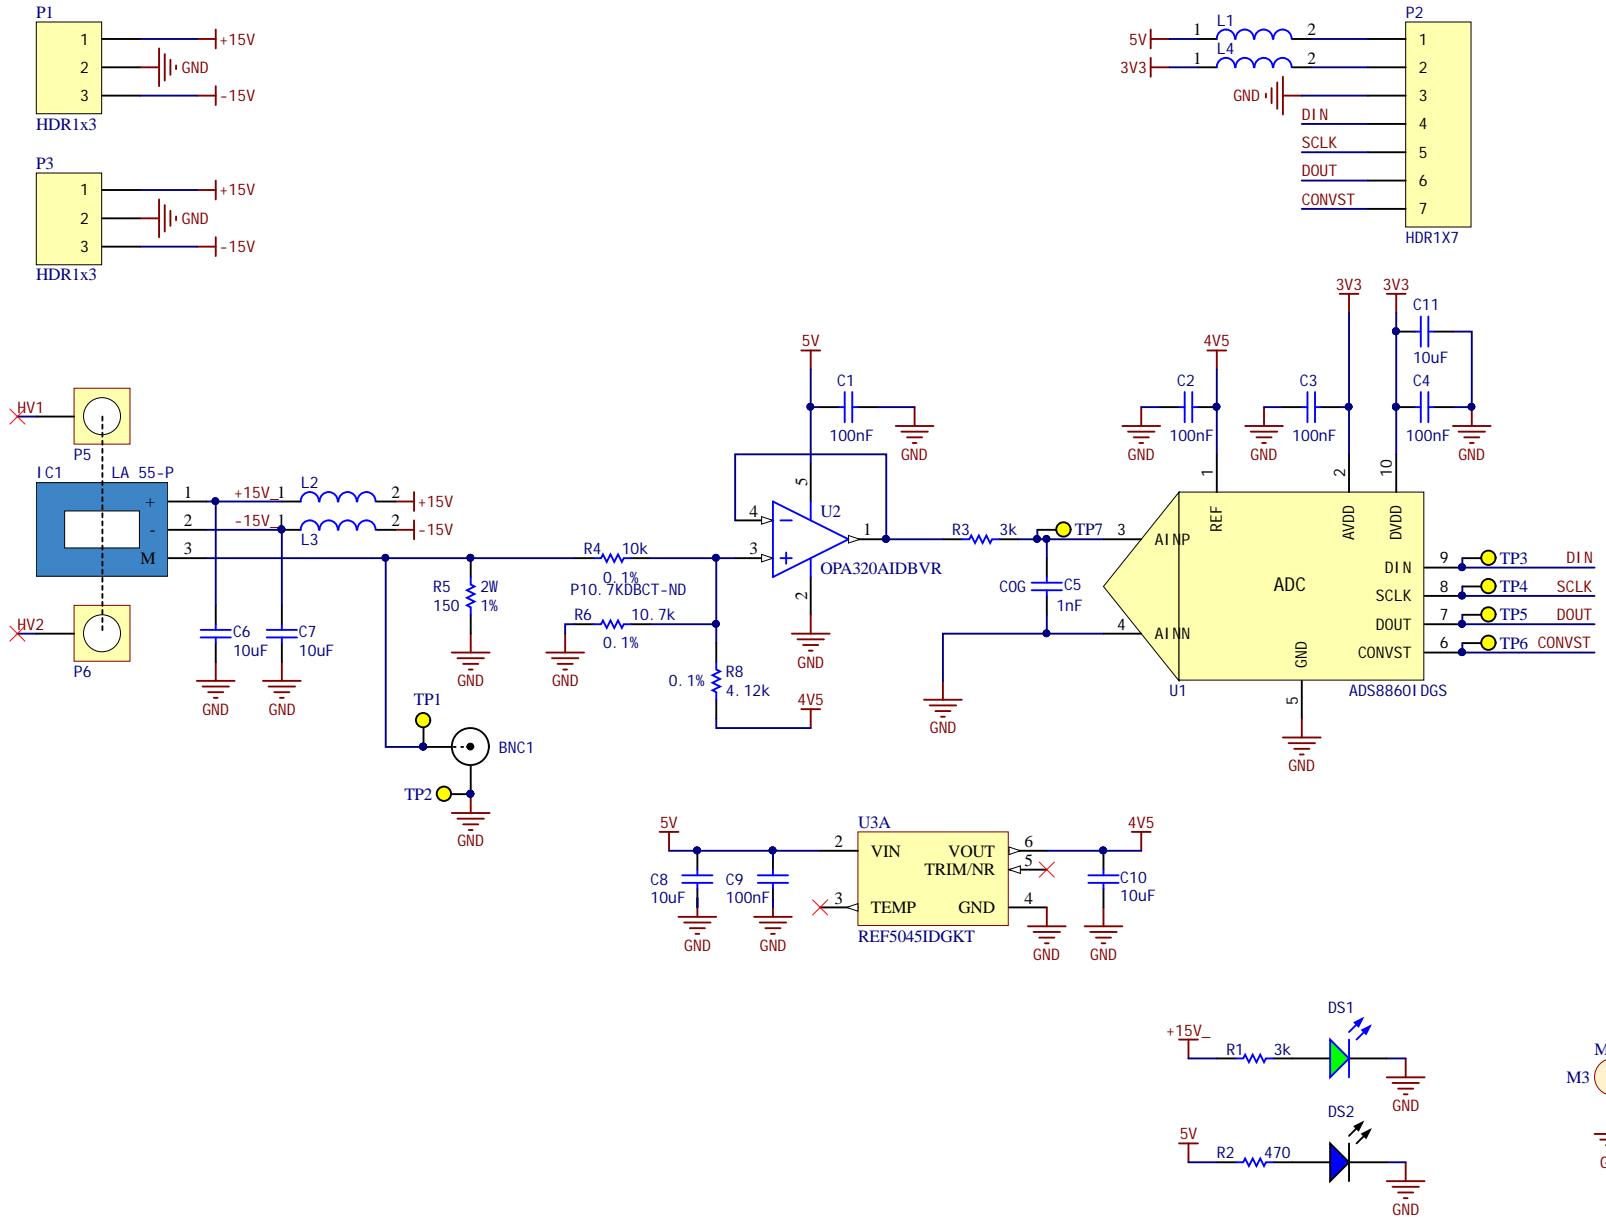 P1
1 +15V
2 GND
3 -15V
HDR1x3
P3
1 +15V
2 GND
3 -15V
HDR1x3
P2
5V 1 L1 2 1
3V3 1 L4 2 2
GND 3
DIN 4
SCLK 5
DOUT 6
CONVST 7
HDR1X7
HV1
P5
IC1 LA 55-P
+ 1 +15V_ 1 L2 2 +15V
- 2 -15V_ 1 L3 2 -15V
M 3
HV2
P6
C6
10uF
GND
C7
10uF
GND
R5 2W
150 1%
GND
TP1
BNC1
TP2
GND
R4 10k
0.1%
P10.7KDBCT-ND
R6 10.7k
0.1%
GND
0.1% R8
4.12k
4V5
5V
C1
100nF
GND
5
4
3
1
2
U2
OPA320AIDBVR
GND
R3 3k
TP7
COG C5
1nF
GND
4V5
C2
100nF
GND
3V3
C3
100nF
GND
3V3
C11
10uF
C4
100nF
GND
1 2 10
REF AVDD DVDD
3 AINP
4 AINN
ADC
DIN 9 TP3 DIN
SCLK 8 TP4 SCLK
DOUT 7 TP5 DOUT
CONVST 6 TP6 CONVST
GND
5
U1
ADS8860IDGS
GND
5V
C8
10uF
GND
C9
100nF
GND
U3A
2 VIN VOUT 6
TRIM/NR 5
3 TEMP GND 4
REF5045IDGKT
4V5
C10
10uF
GND
GND
+15V_
R1 3k
DS1
GND
5V
R2 470
DS2
GND
M
M3